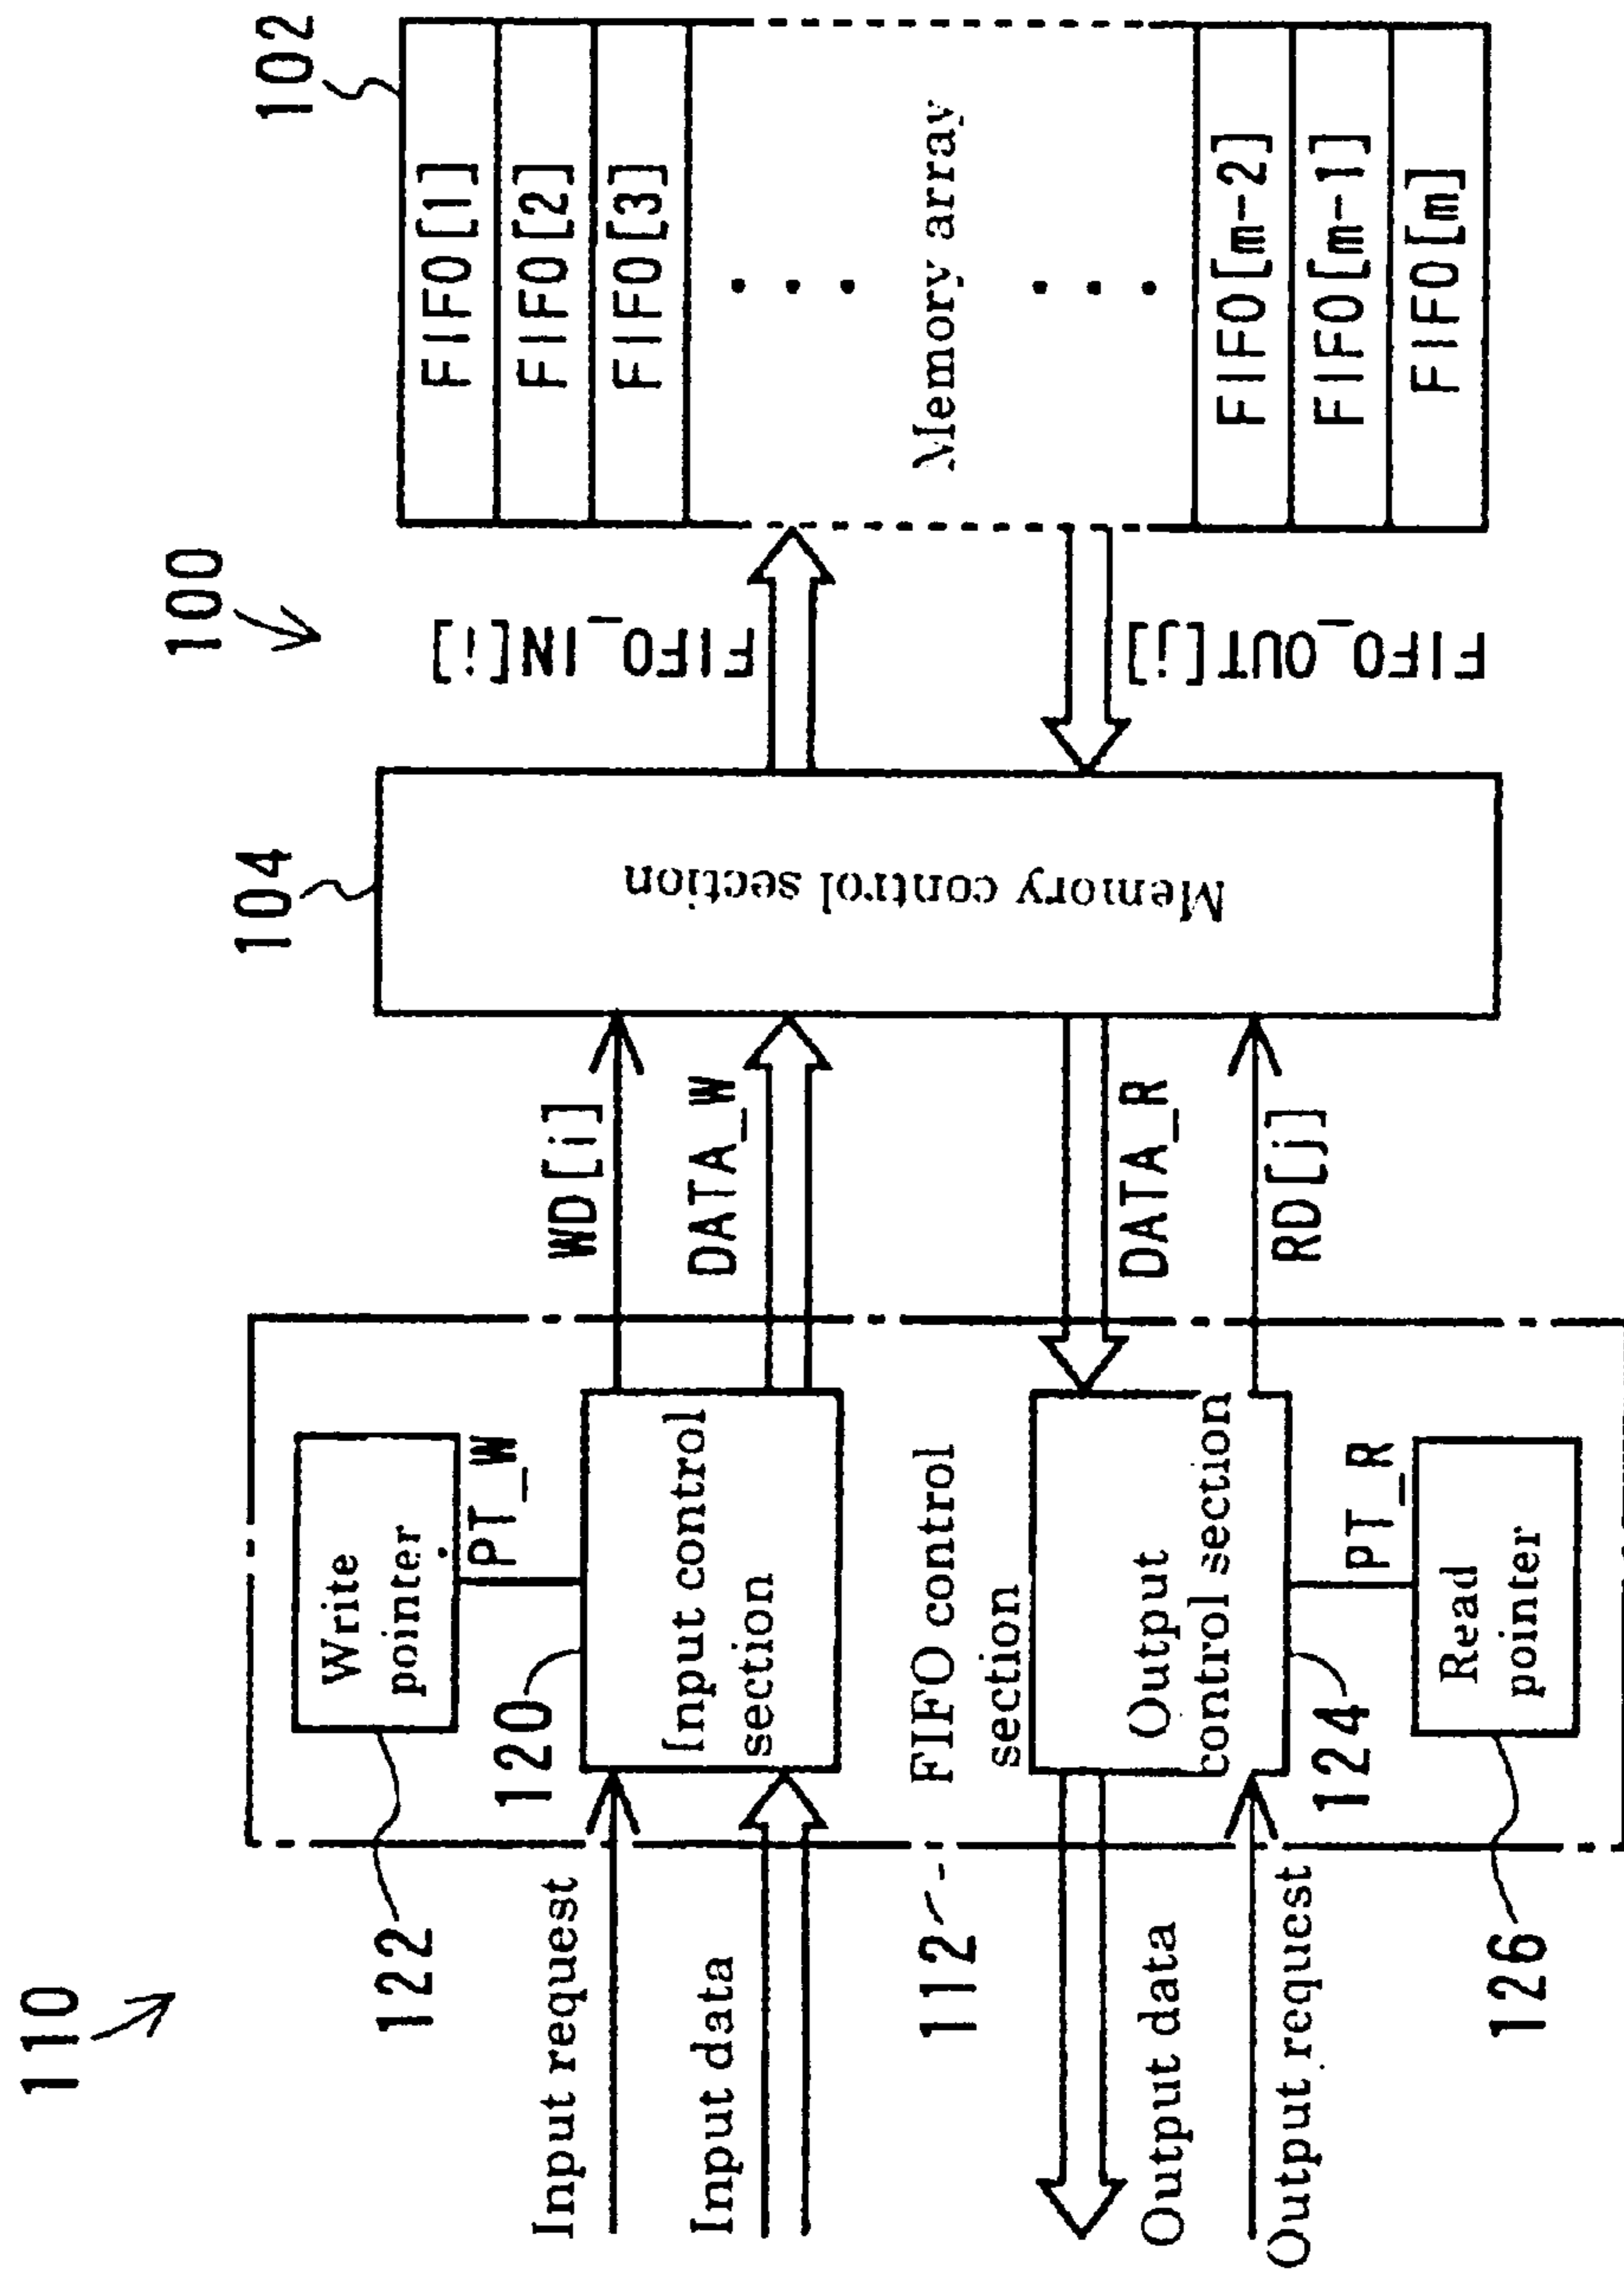 110
100
102
FIFO[1]
FIFO[2]
FIFO[3]
Memory array
FIFO[m-2]
FIFO[m-1]
FIFO[m]
104
Memory control section
FIFO_IN[i]
FIFO_OUT[j]
WD[i]
DATA_W
DATA_R
RD[j]
122
Write
pointer
PT_W
120
Input control
section
112
FIFO control
section
Output
control section
124
PT_R
126
Read
pointer
Input request
Input data
Output data
Output request